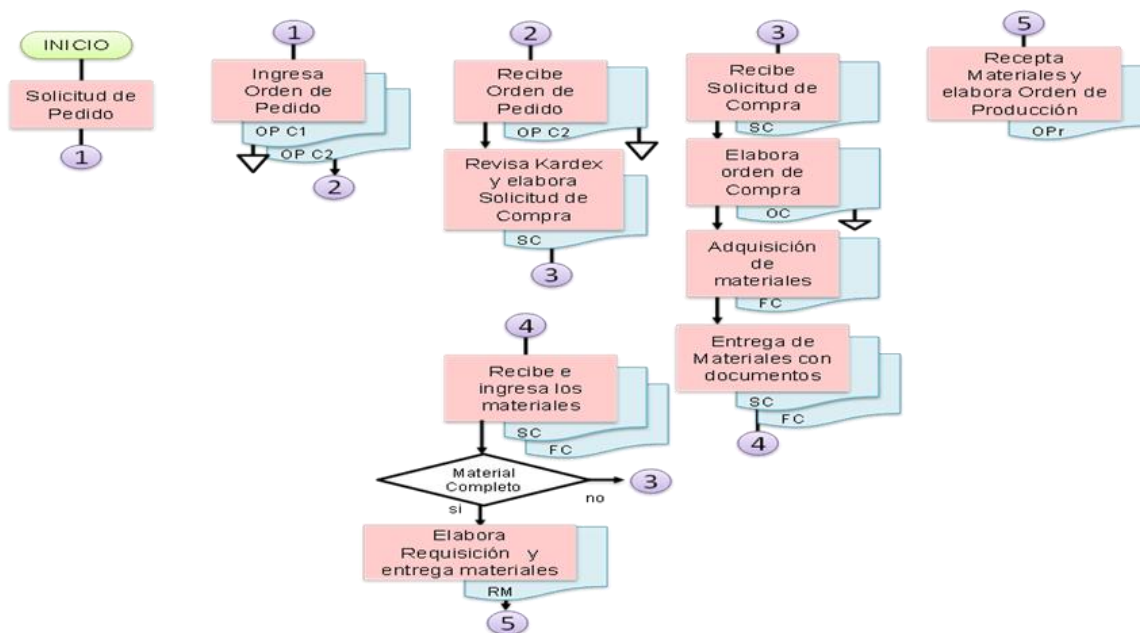 INICIO
Solicitud de
Pedido
1
1
Ingresa
Orden de
Pedido
OP C1
OP C2
2
2
Recibe
Orden de
Pedido
OP C2
Revisa Kardex
y elabora
Solicitud de
Compra
SC
3
3
Recibe
Solicitud de
Compra
SC
Elabora
orden de
Compra
OC
Adquisición
de
materiales
FC
Entrega de
Materiales con
documentos
SC
FC
4
5
Recepta
Materiales y
elabora Orden de
Producción
OPr
4
Recibe e
ingresa los
materiales
SC
FC
Material
Completo
no
3
si
Elabora
Requisición y
entrega materiales
RM
5